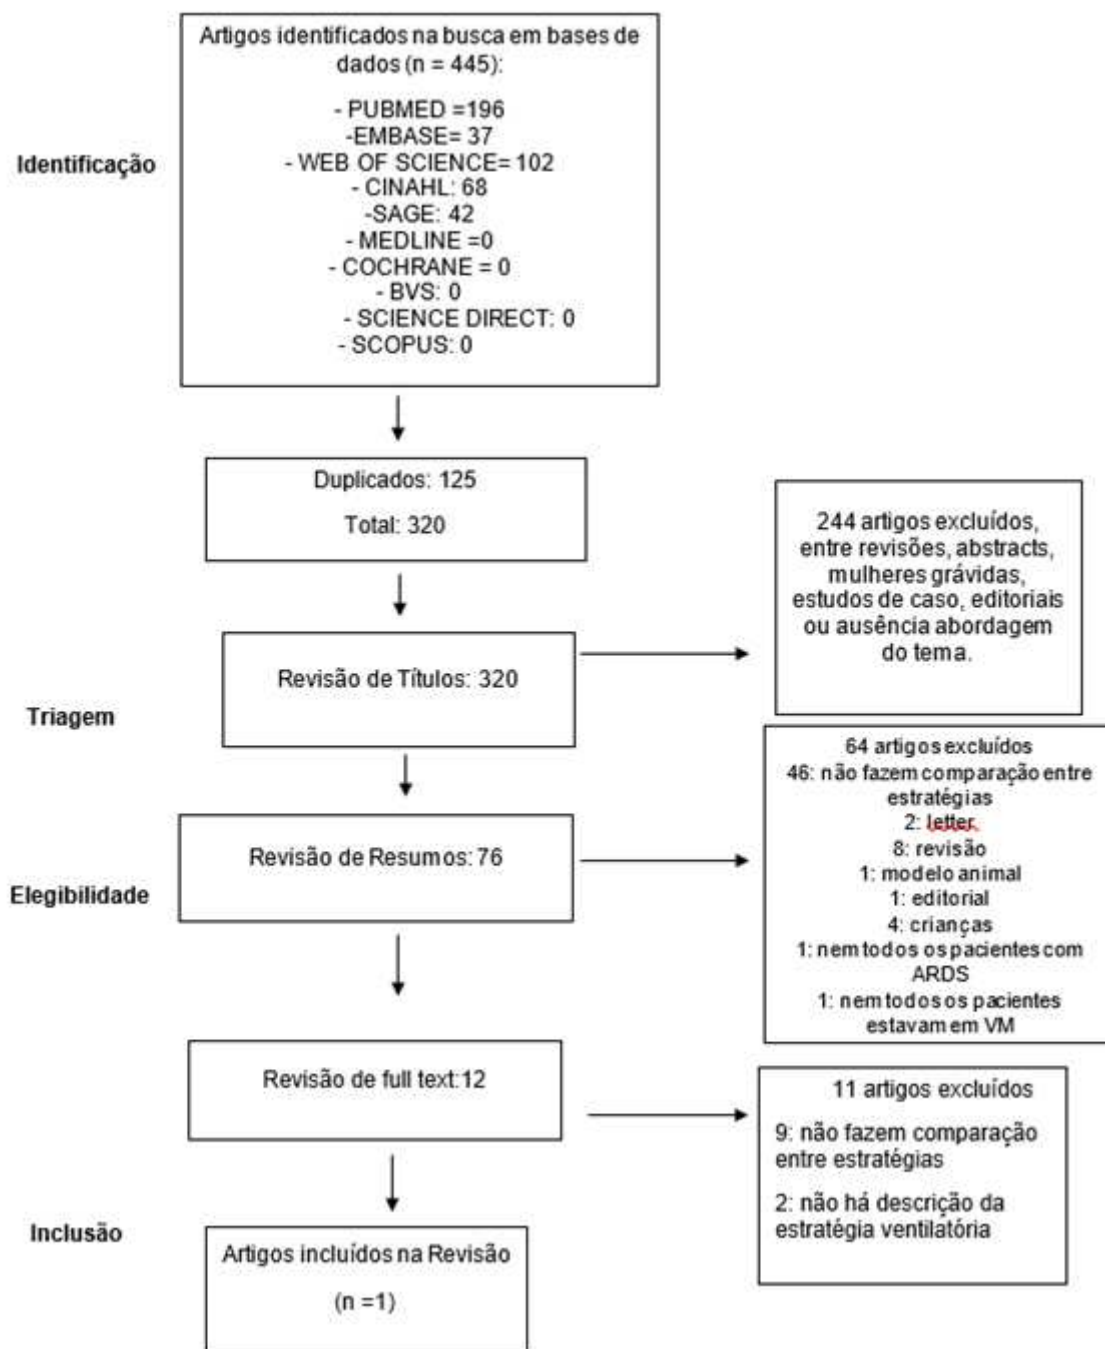 Artigos identificados na busca em bases de
dados (n = 445):
- PUBMED =196
-EMBASE= 37
- WEB OF SCIENCE= 102
- CINAHL: 68
-SAGE: 42
- MEDLINE =0
- COCHRANE = 0
- BVS: 0
- SCIENCE DIRECT: 0
- SCOPUS: 0
Identificação
Duplicados: 125
Total: 320
244 artigos excluídos,
entre revisões, abstracts,
mulheres grávidas,
estudos de caso, editoriais
ou ausência abordagem
do tema.
Revisão de Títulos: 320
Triagem
64 artigos excluídos
46: não fazem comparação entre
estratégias
2: letter
8: revisão
1: modelo animal
1: editorial
4: crianças
1: nem todos os pacientes com
ARDS
1: nem todos os pacientes
estavam em VM
Revisão de Resumos: 76
Elegibilidade
Revisão de full text:12
11 artigos excluídos
9: não fazem comparação
entre estratégias
2: não há descrição da
estratégia ventilatória
Inclusão
Artigos incluídos na Revisão
(n =1)